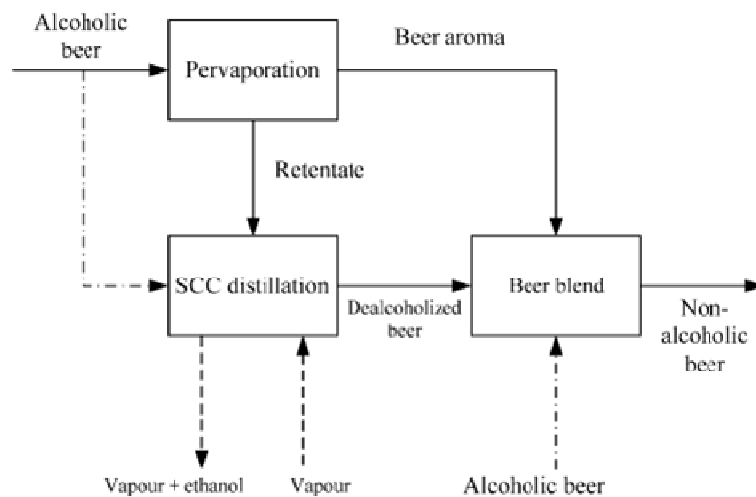 Alcoholic
beer
Beer aroma
Pervaporation
Retentate
SCC distillation
Dealcoholized
beer
Beer blend
Non-
alcoholic
beer
Vapour + ethanol
Vapour
Alcoholic beer